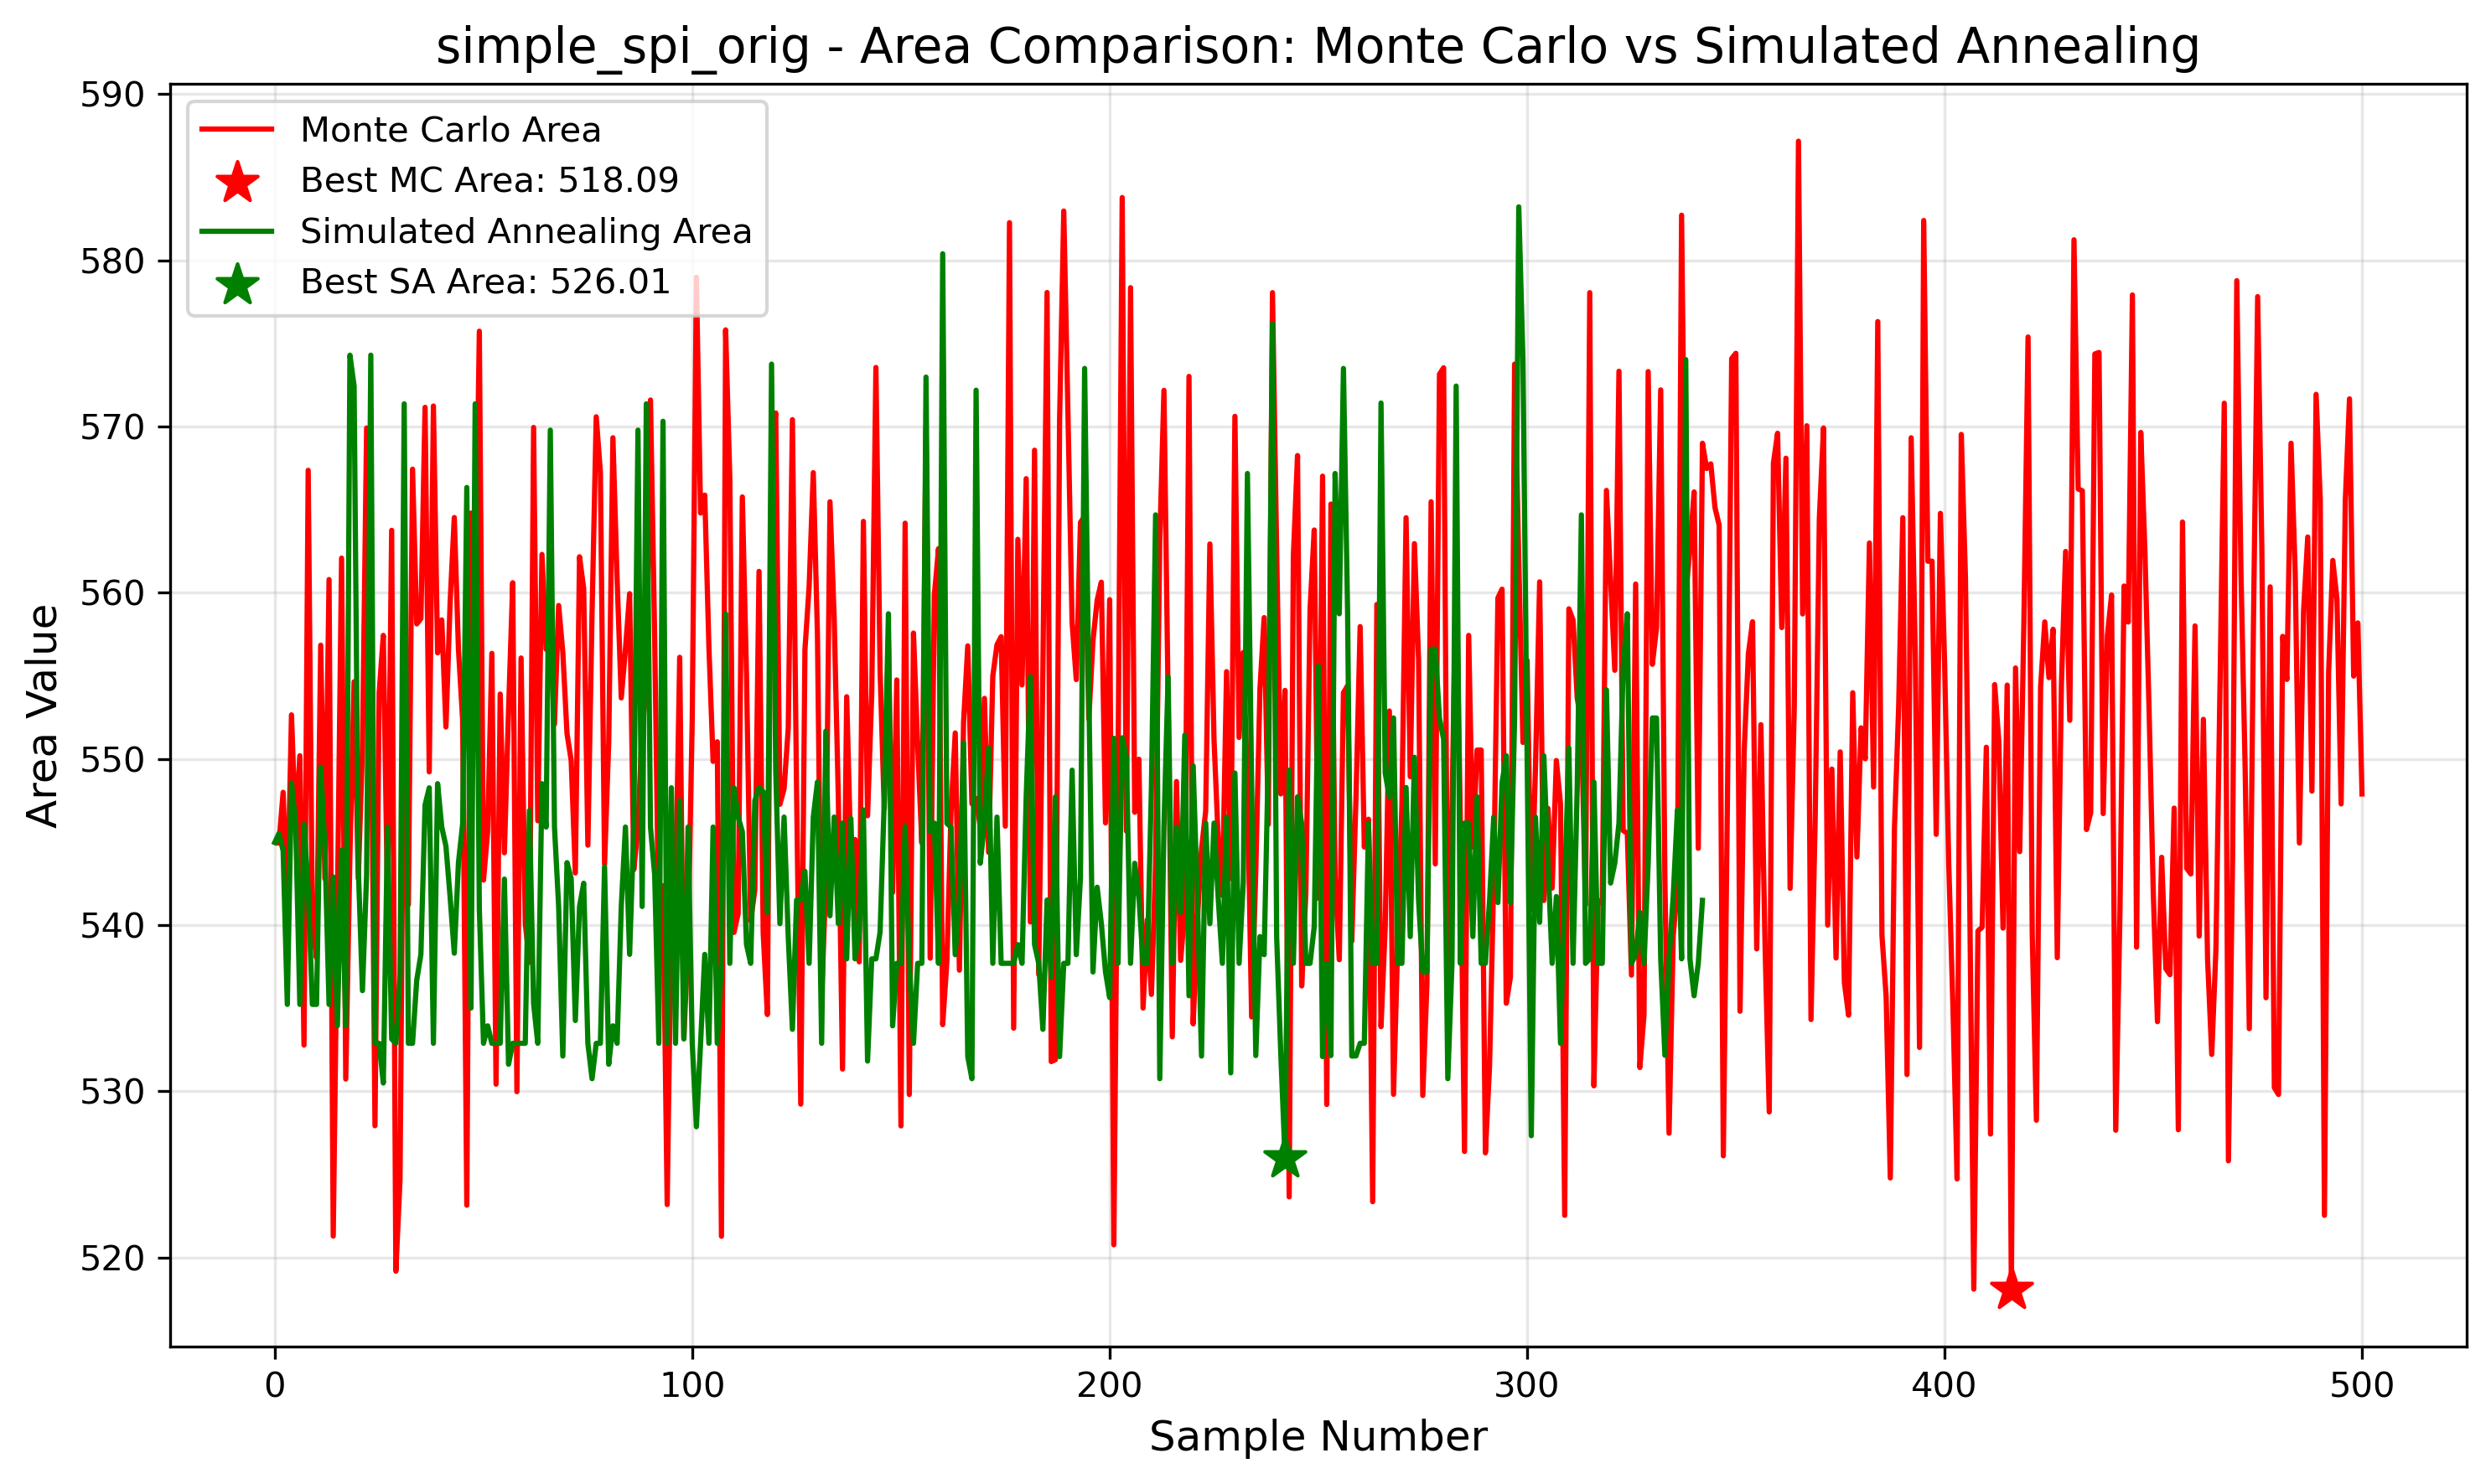 simple_spi_orig - Area Comparison: Monte Carlo vs Simulated Annealing
590
580
570
560
550
540
530
520
Area Value
Monte Carlo Area
Best MC Area: 518.09
Simulated Annealing Area
Best SA Area: 526.01
0 100 200 300 400 500
Sample Number